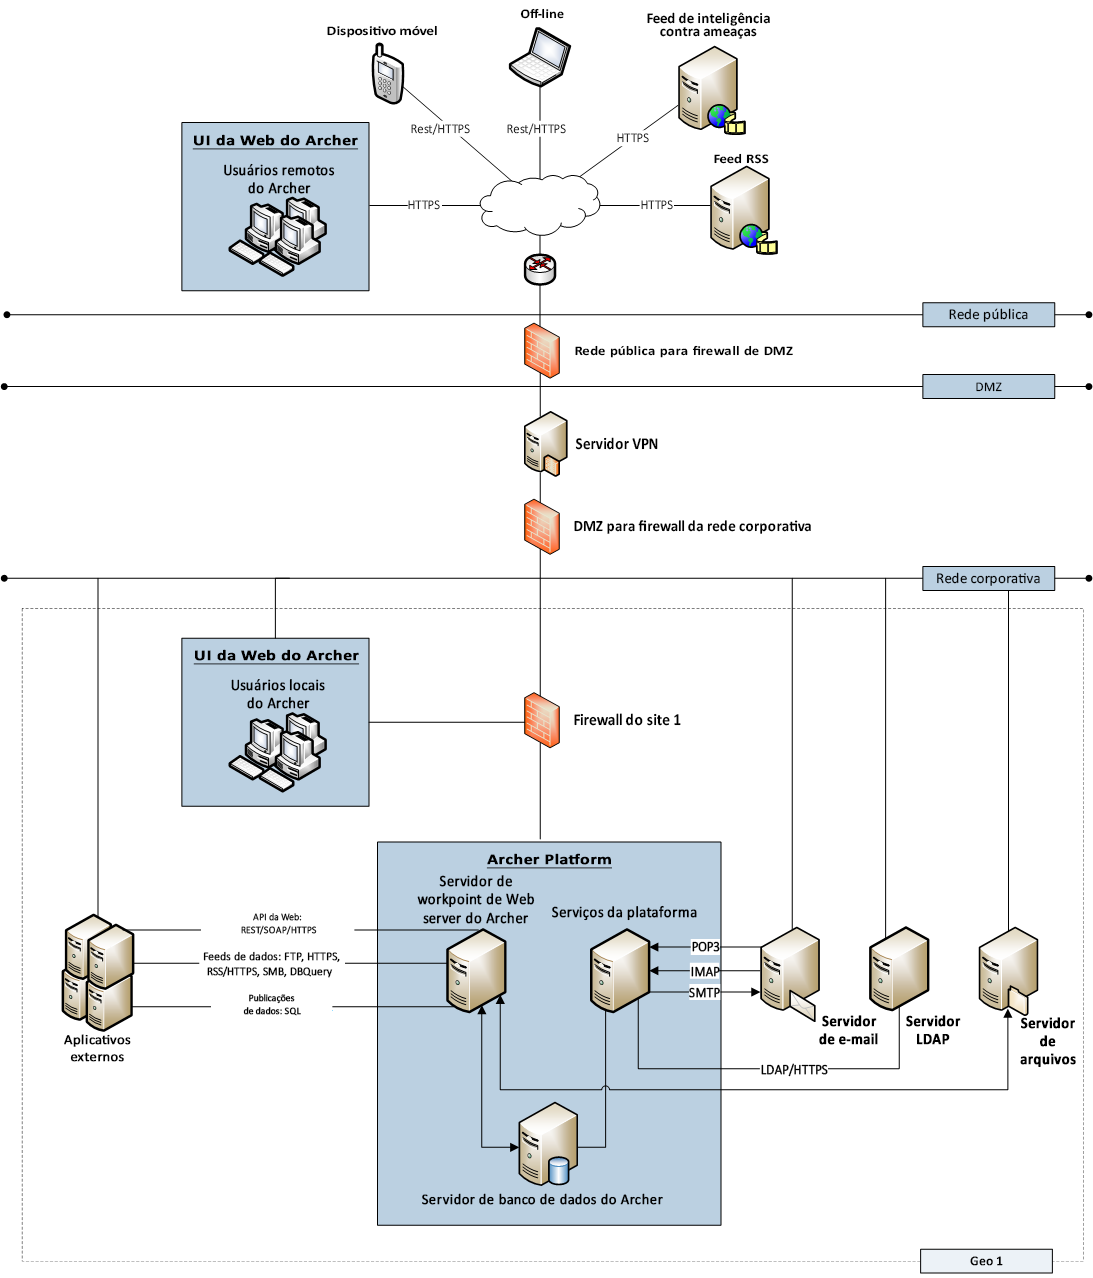 Off-line
Dispositivo móvel
Feed de inteligência
contra ameaças
Rest/HTTPS
Rest/HTTPS
HTTPS
UI da Web do Archer
Usuários remotos
do Archer
Feed RSS
HTTPS
HTTPS
Rede pública
Rede pública para firewall de DMZ
DMZ
Servidor VPN
DMZ para firewall da rede corporativa
Rede corporativa
UI da Web do Archer
Usuários locais
do Archer
Firewall do site 1
Archer Platform
Servidor de
workpoint de Web
server do Archer
Serviços da plataforma
API da Web:
REST/SOAP/HTTPS
Feeds de dados: FTP, HTTPS,
RSS/HTTPS, SMB, DBQuery
Publicações
de dados: SQL
POP3
IMAP
SMTP
Aplicativos
externos
Servidor
de e-mail
Servidor
LDAP
Servidor
de
arquivos
LDAP/HTTPS
Servidor de banco de dados do Archer
Geo 1